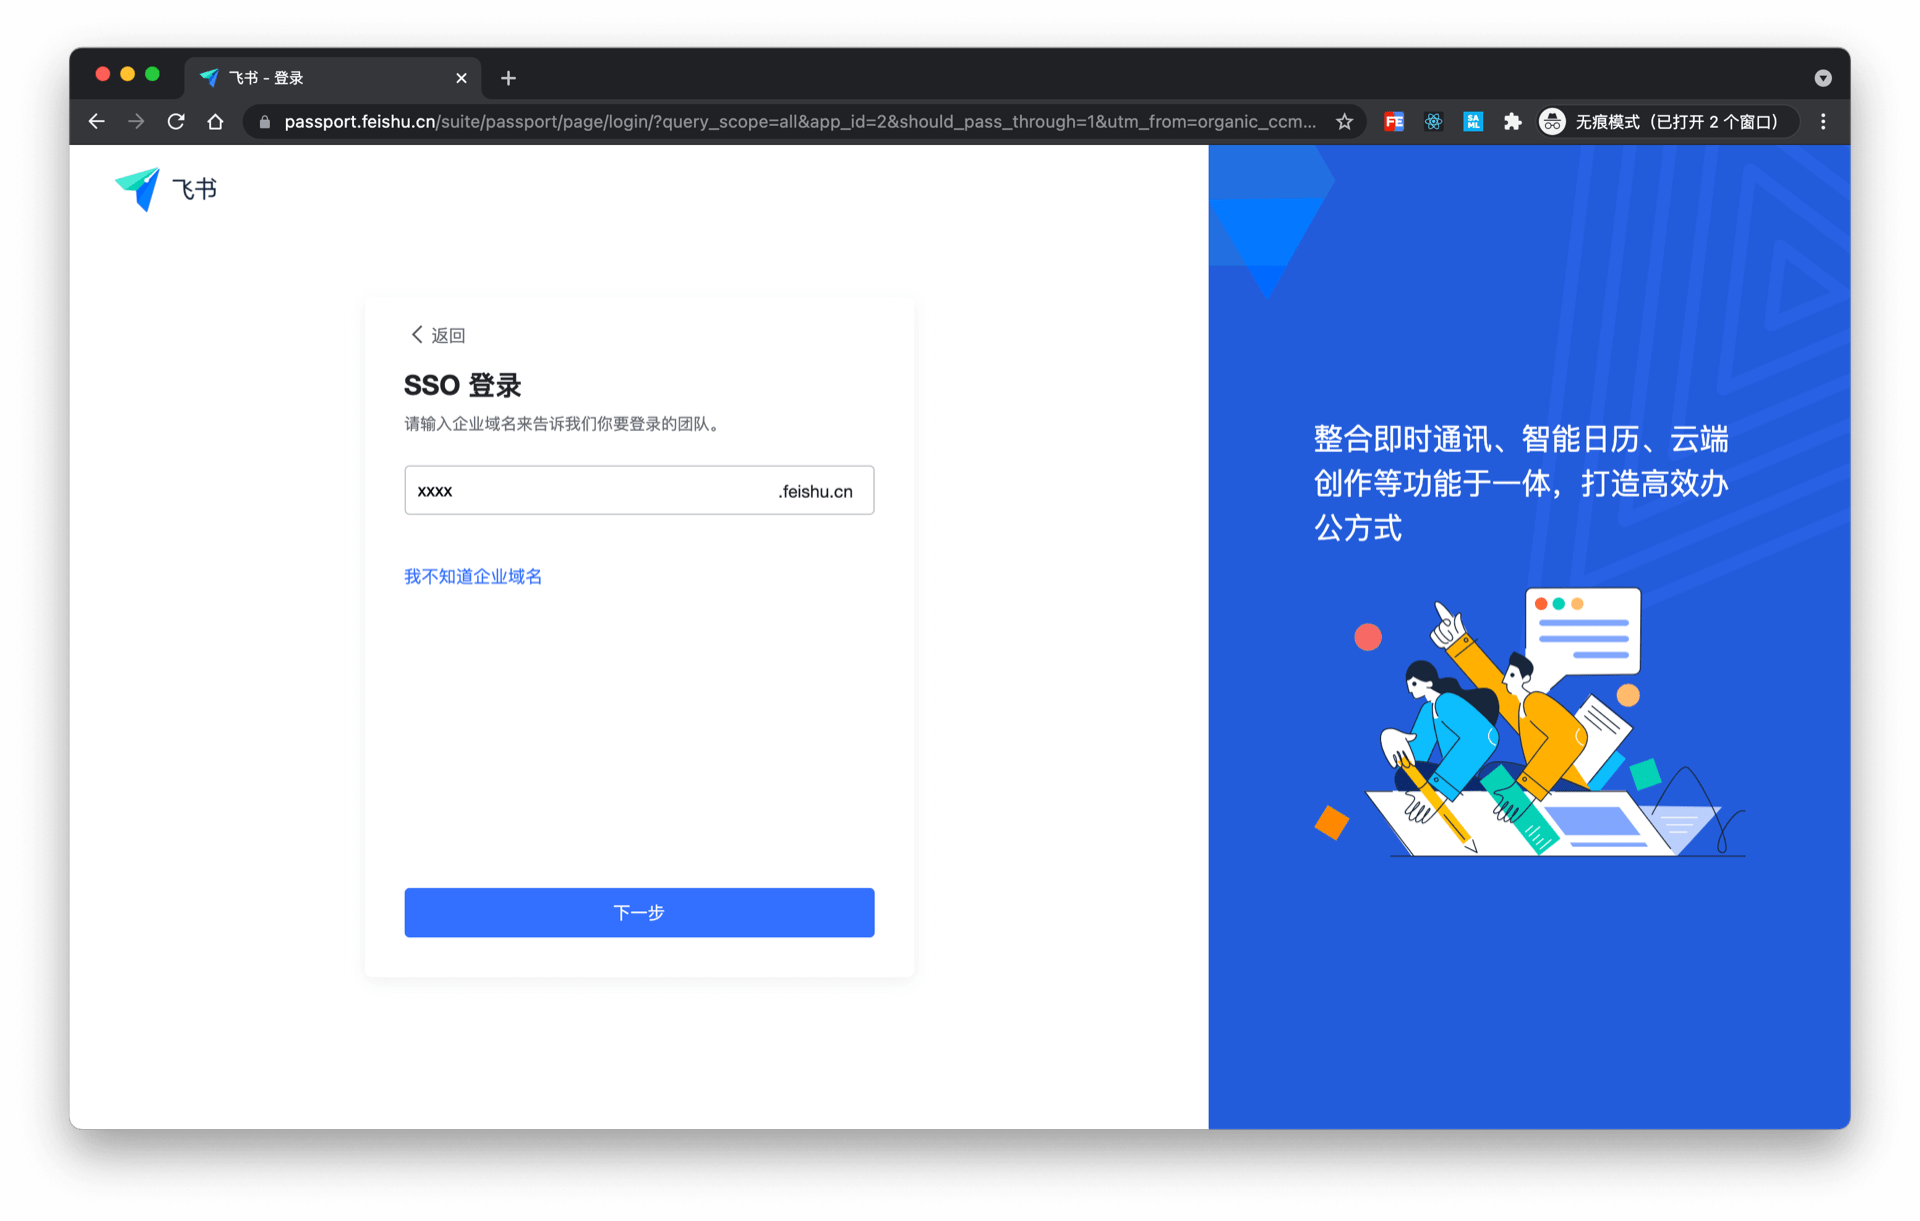 飞书 - 登录
passport.feishu.cn/suite/passport/page/login/?query_scope=all&app_id=2&should_pass_through=1&utm_from=organic_ccm...
FE
SA
ML
无痕模式（已打开 2 个窗口）
飞书
返回
SSO 登录
请输入企业域名来告诉我们你要登录的团队。
xxxx
.feishu.cn
我不知道企业域名
下一步
整合即时通讯、智能日历、云端
创作等功能于一体，打造高效办
公方式